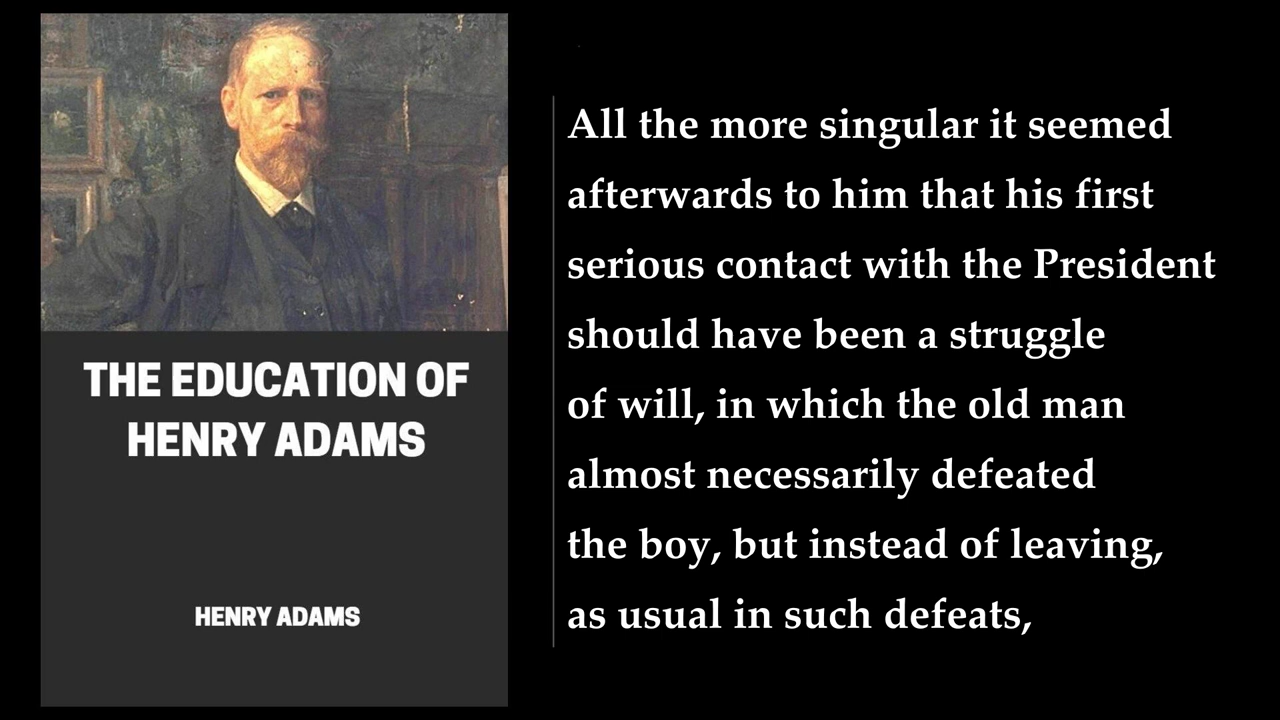 THE EDUCATION OF
HENRY ADAMS
HENRY ADAMS
All the more singular it seemed
afterwards to him that his first
serious contact with the President
should have been a struggle
of will, in which the old man
almost necessarily defeated
the boy, but instead of leaving,
as usual in such defeats,